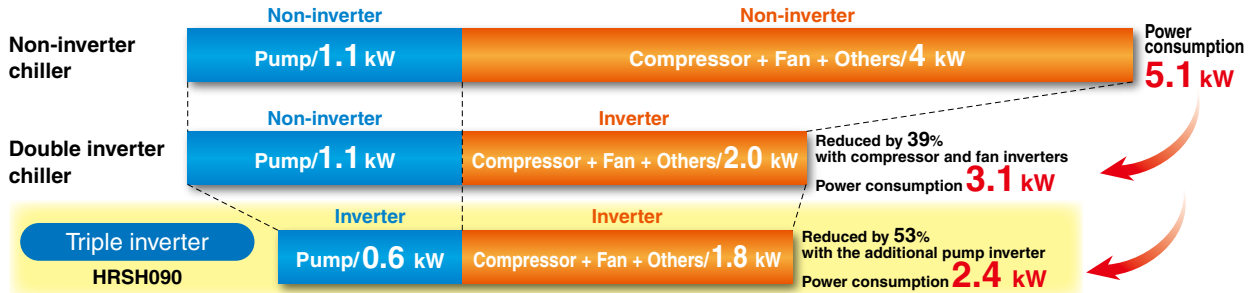 Non-inverter
Non-inverter
Non-inverter
chiller
Pump/1.1 kW
Compressor + Fan + Others/4 kW
Power
consumption
5.1 kW
Non-inverter
Inverter
Double inverter
chiller
Pump/1.1 kW
Compressor + Fan + Others/2.0 kW
Reduced by 39%
with compressor and fan inverters
Power consumption 3.1 kW
Inverter
Inverter
Triple inverter
HRSH090
Pump/0.6 kW
Compressor + Fan + Others/1.8 kW
Reduced by 53%
with the additional pump inverter
Power consumption 2.4 kW